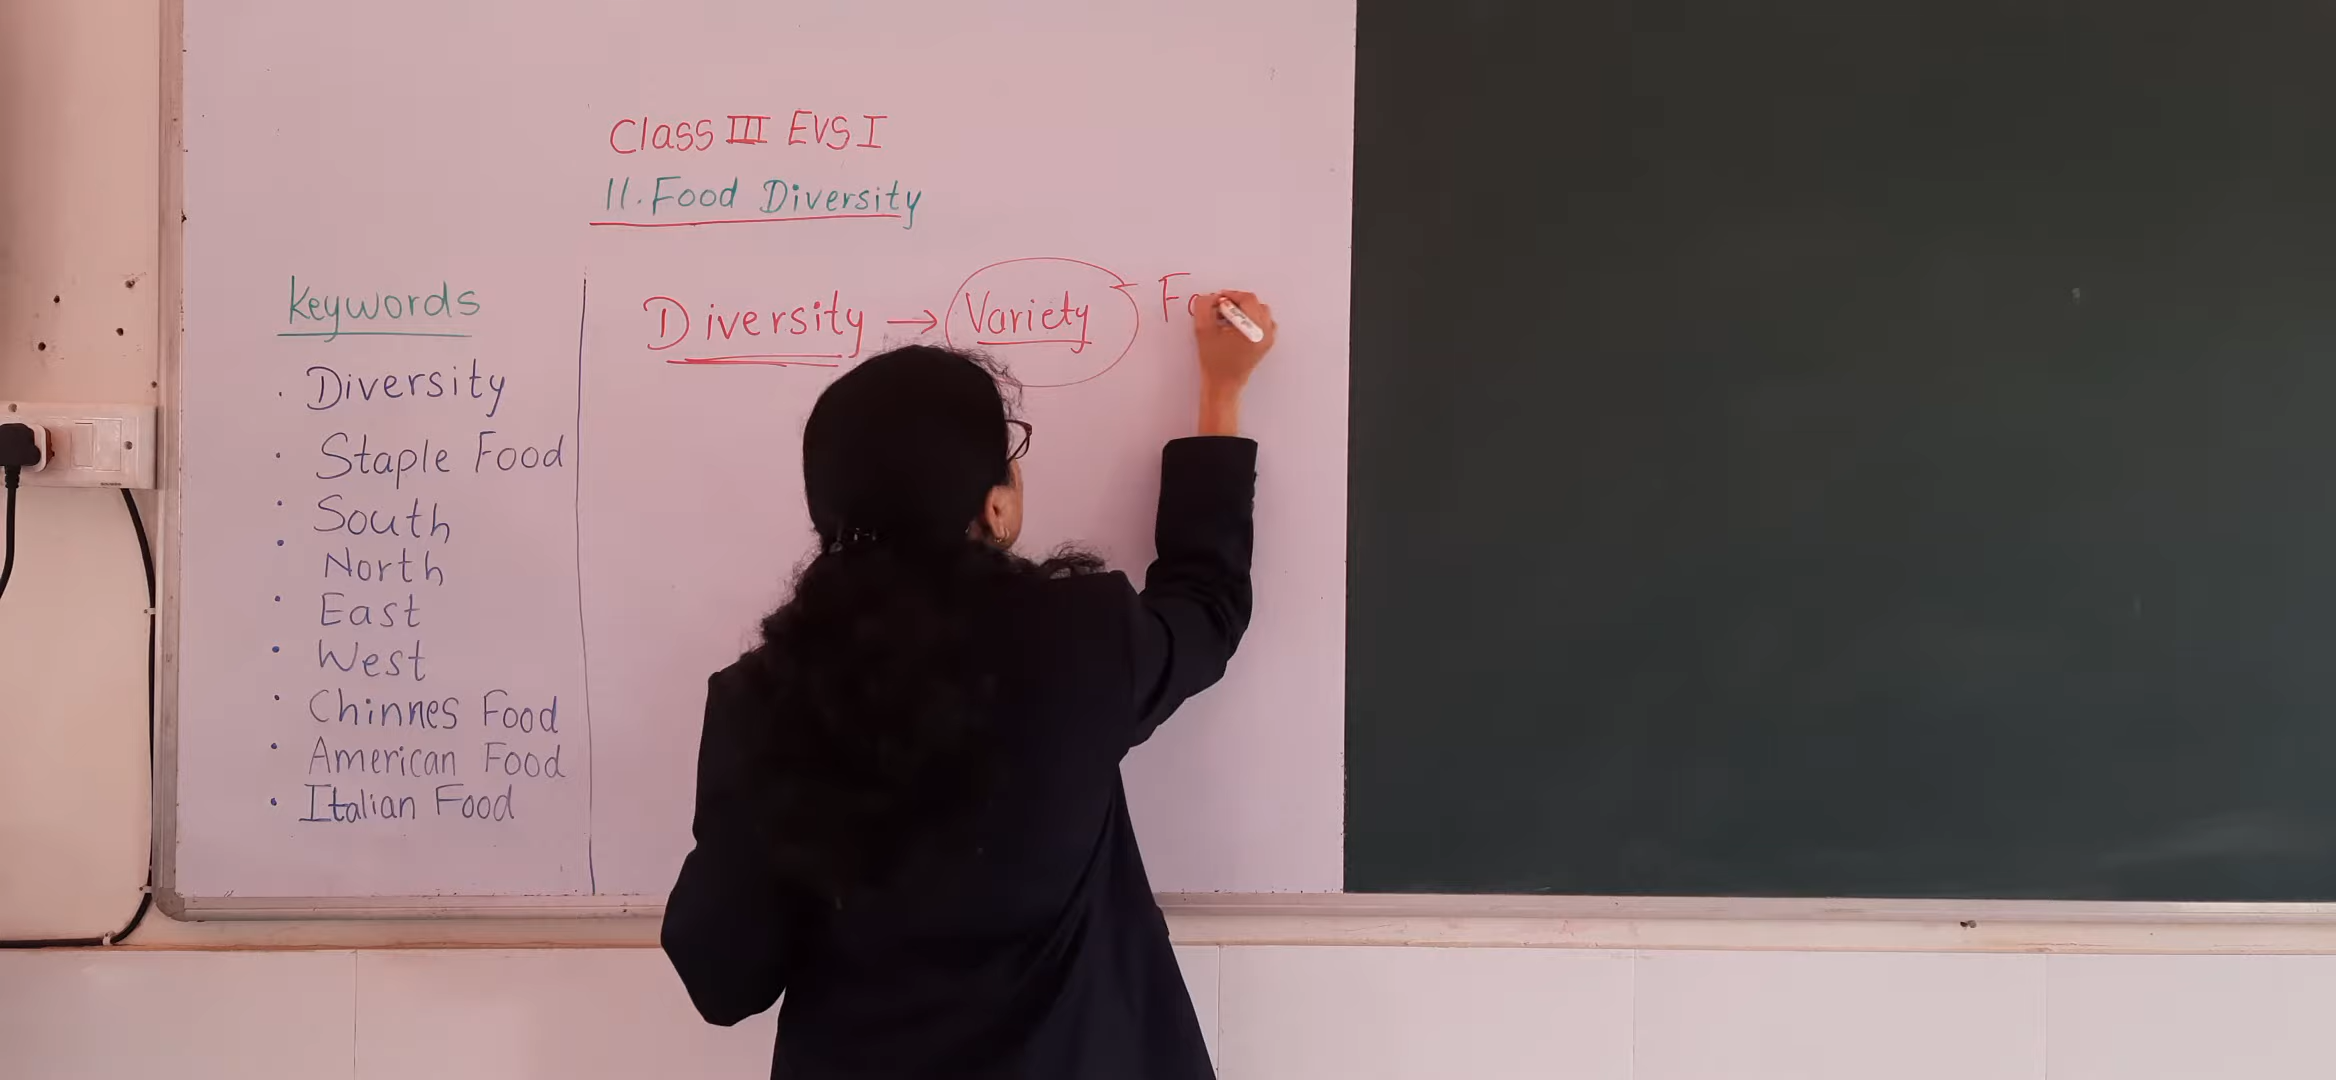 Class III EVS I
11. Food Diversity
Keywords
. Diversity
. Staple Food
. South
. North
. East
. West
. Chinnes Food
. American Food
. Italian Food
Diversity → Variety